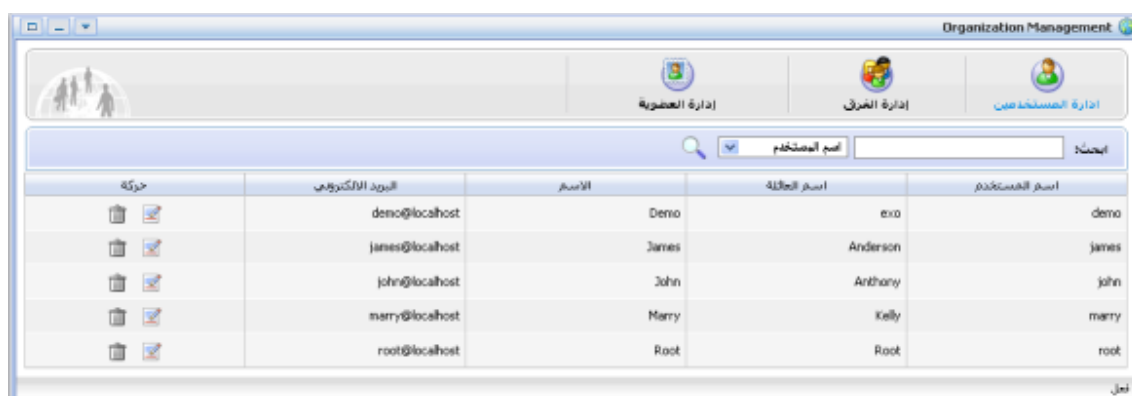 Organization Management
ادارة المستخدمين إدارة الفرق إدارة العضوية
ابحث: اسم المستخدم
اسم المستخدم اسم العائلة الاسم البريد الالكتروني حركة
demo exo Demo demo@localhost
james Anderson James james@localhost
john Anthony John john@localhost
marry Kelly Marry marry@localhost
root Root Root root@localhost
فعل